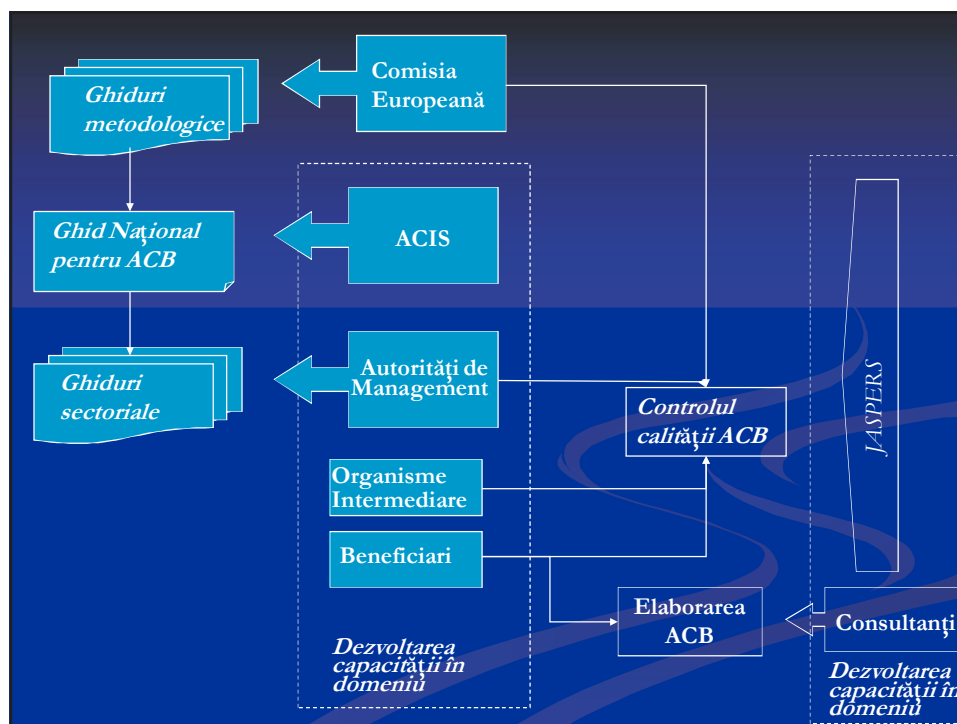 Ghiduri
metodologice
Comisia
Europeană
Ghid Național
pentru ACB
ACIS
Ghiduri
sectoriale
Autorități de
Management
Controlul
calității ACB
JASPERS
Organisme
Intermediare
Beneficiari
Elaborarea
ACB
Consultanți
Dezvoltarea
capacității în
domeniu
Dezvoltarea
capacității în
domeniu